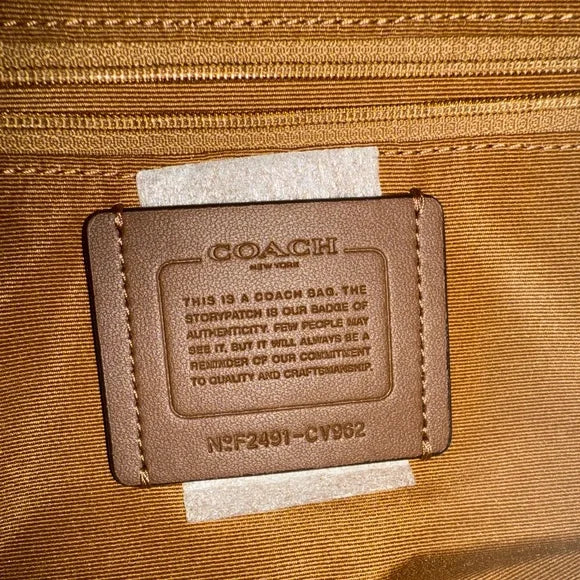 COACH
NEW YORK
THIS IS A COACH BAG. THE
STORYPATCH IS OUR BADGE OF
AUTHENTICITY. FEW PEOPLE MAY
SEE IT, BUT IT WILL ALWAYS BE A
REMINDER OF OUR COMMITMENT
TO QUALITY AND CRAFTSMANSHIP.
NºF2491-CV962